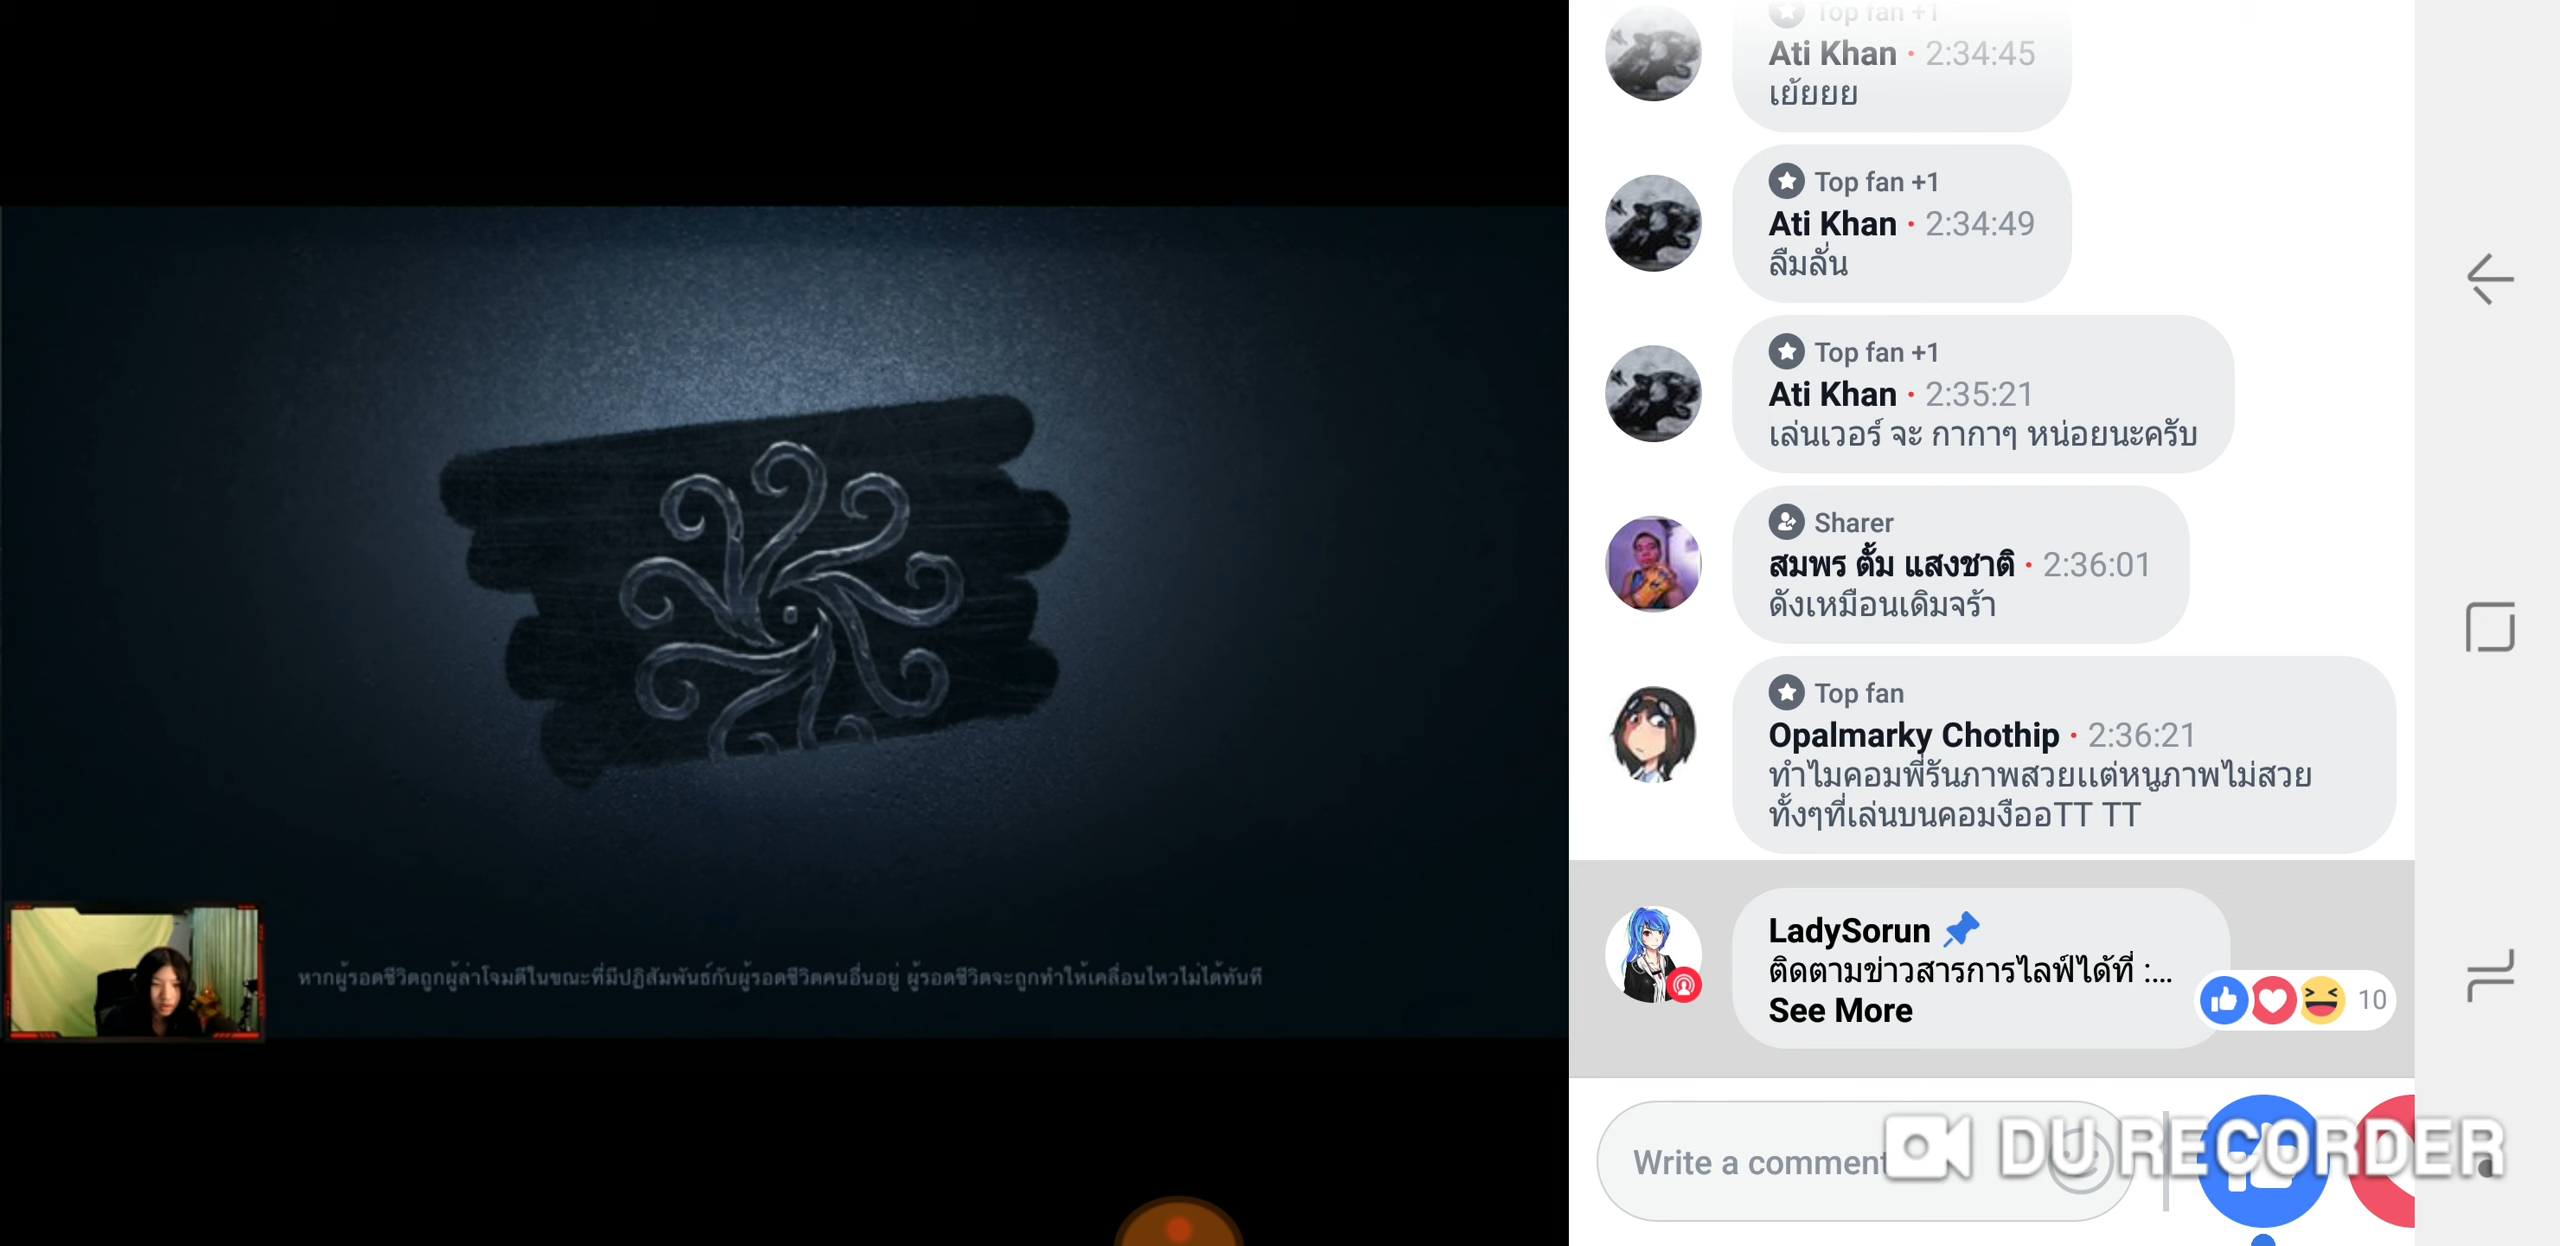 Top fan +1
Ati Khan · 2:34:45
เย้ยยย
Top fan +1
Ati Khan · 2:34:49
ลืมลั่น
Top fan +1
Ati Khan · 2:35:21
เล่นเวอร์ จะ กากาๆ หน่อยนะครับ
Sharer
สมพร ตั้ม แสงชาติ · 2:36:01
ดังเหมือนเดิมจร้า
Top fan
Opalmarky Chothip · 2:36:21
ทำไมคอมพี่รันภาพสวยแต่หนูภาพไม่สวย
ทั้งๆที่เล่นบนคอมงืออTT TT
LadySorun
ติดตามข่าวสารการไลฟ์ได้ที่ :...
See More
10
Write a comment
DU RECORDER
หากผู้รอดชีวิตถูกผู้ล่าโจมตีในขณะที่มีปฏิสัมพันธ์กับผู้รอดชีวิตคนอื่นอยู่ ผู้รอดชีวิตจะถูกทำให้เคลื่อนไหวไม่ได้ทันที